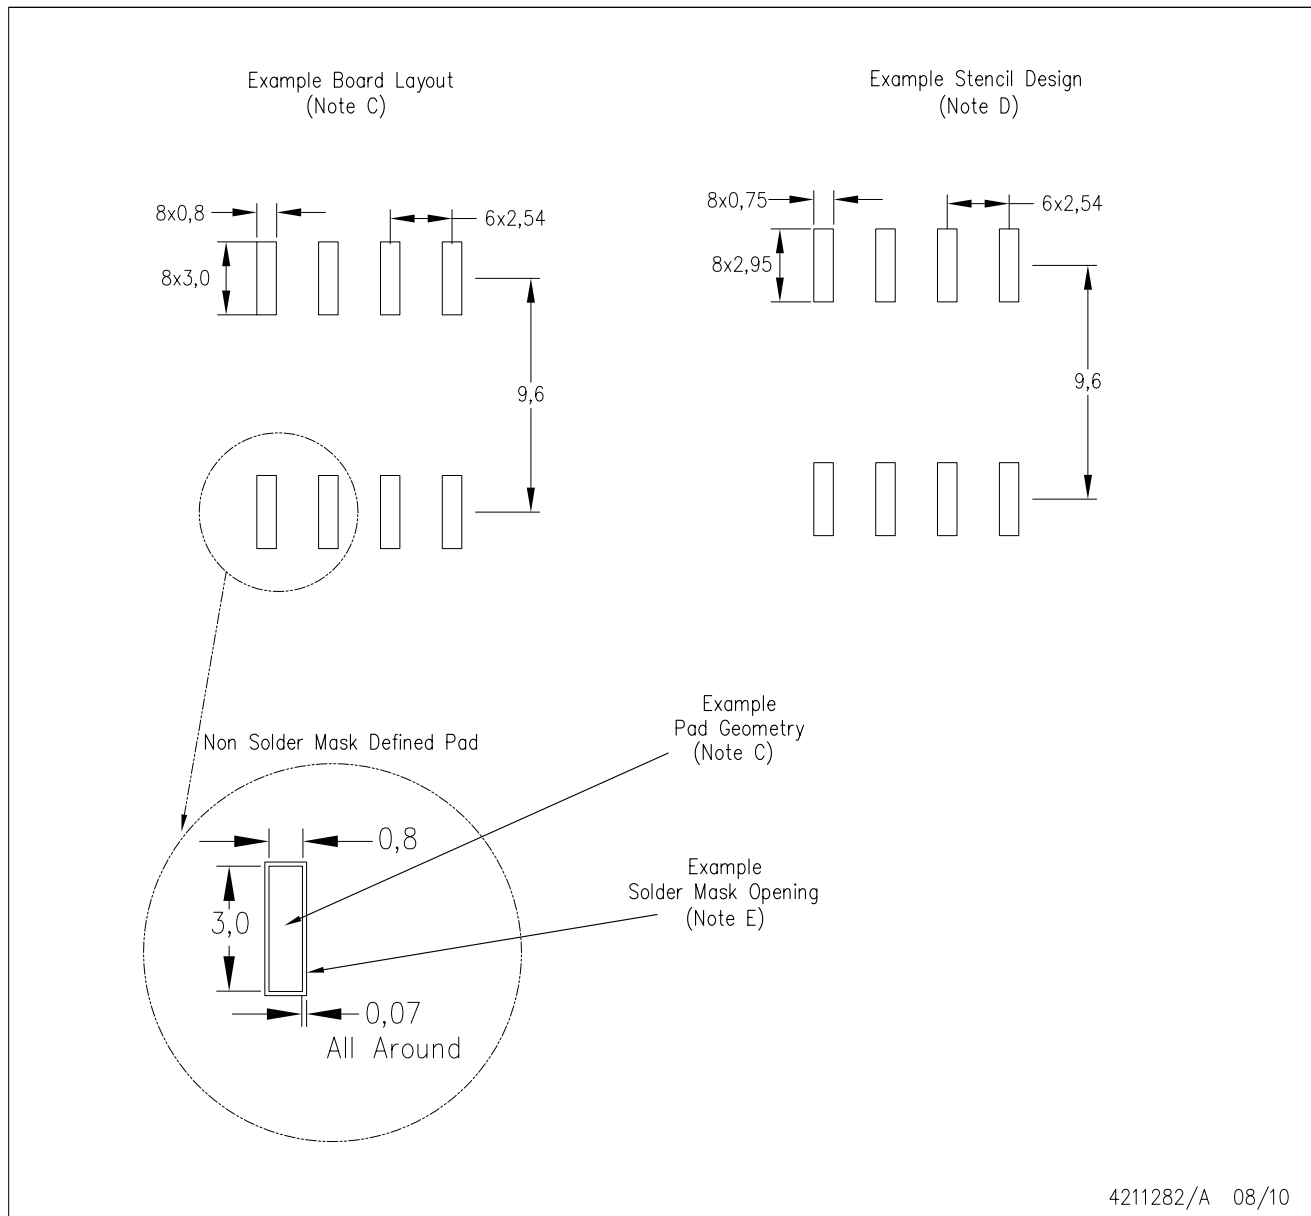 Example Board Layout
(Note C)
Example Stencil Design
(Note D)
8x0,8
6x2,54
8x3,0
9,6
8x0,75
6x2,54
8x2,95
9,6
Non Solder Mask Defined Pad
Example
Pad Geometry
(Note C)
0,8
3,0
Example
Solder Mask Opening
(Note E)
0,07
All Around
4211282/A 08/10